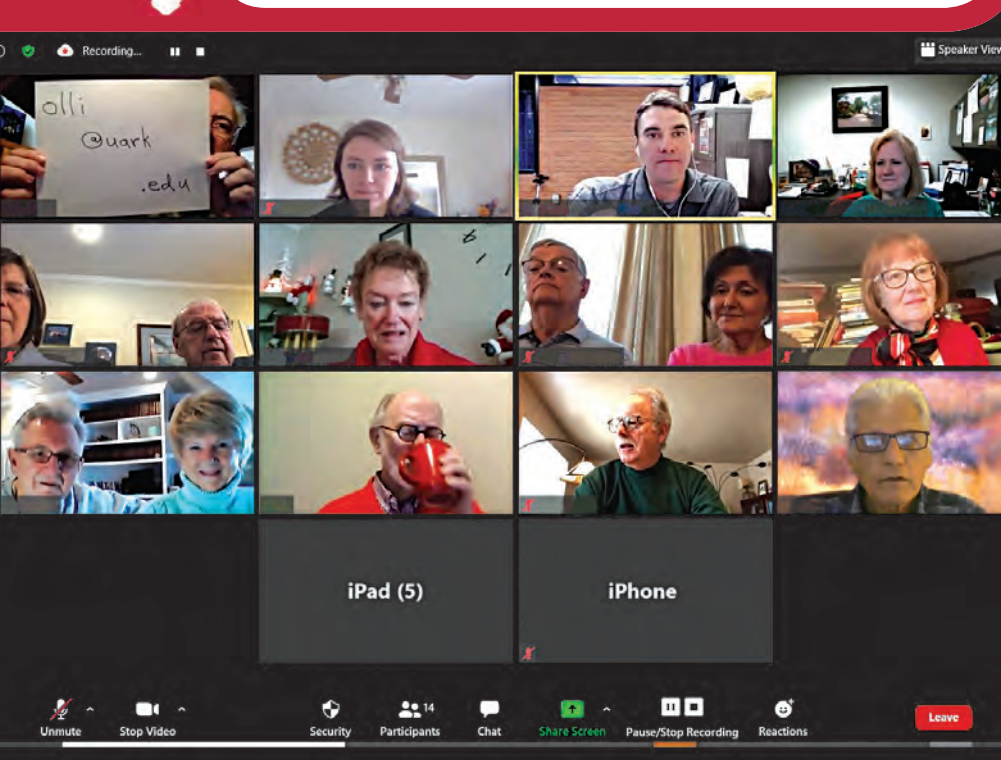 Recording...
Speaker View
olli
@uark
.edu
iPad (5)
iPhone
Unmute
Stop Video
Security
14
Participants
Chat
Share Screen
Pause/Stop Recording
Reactions
Leave